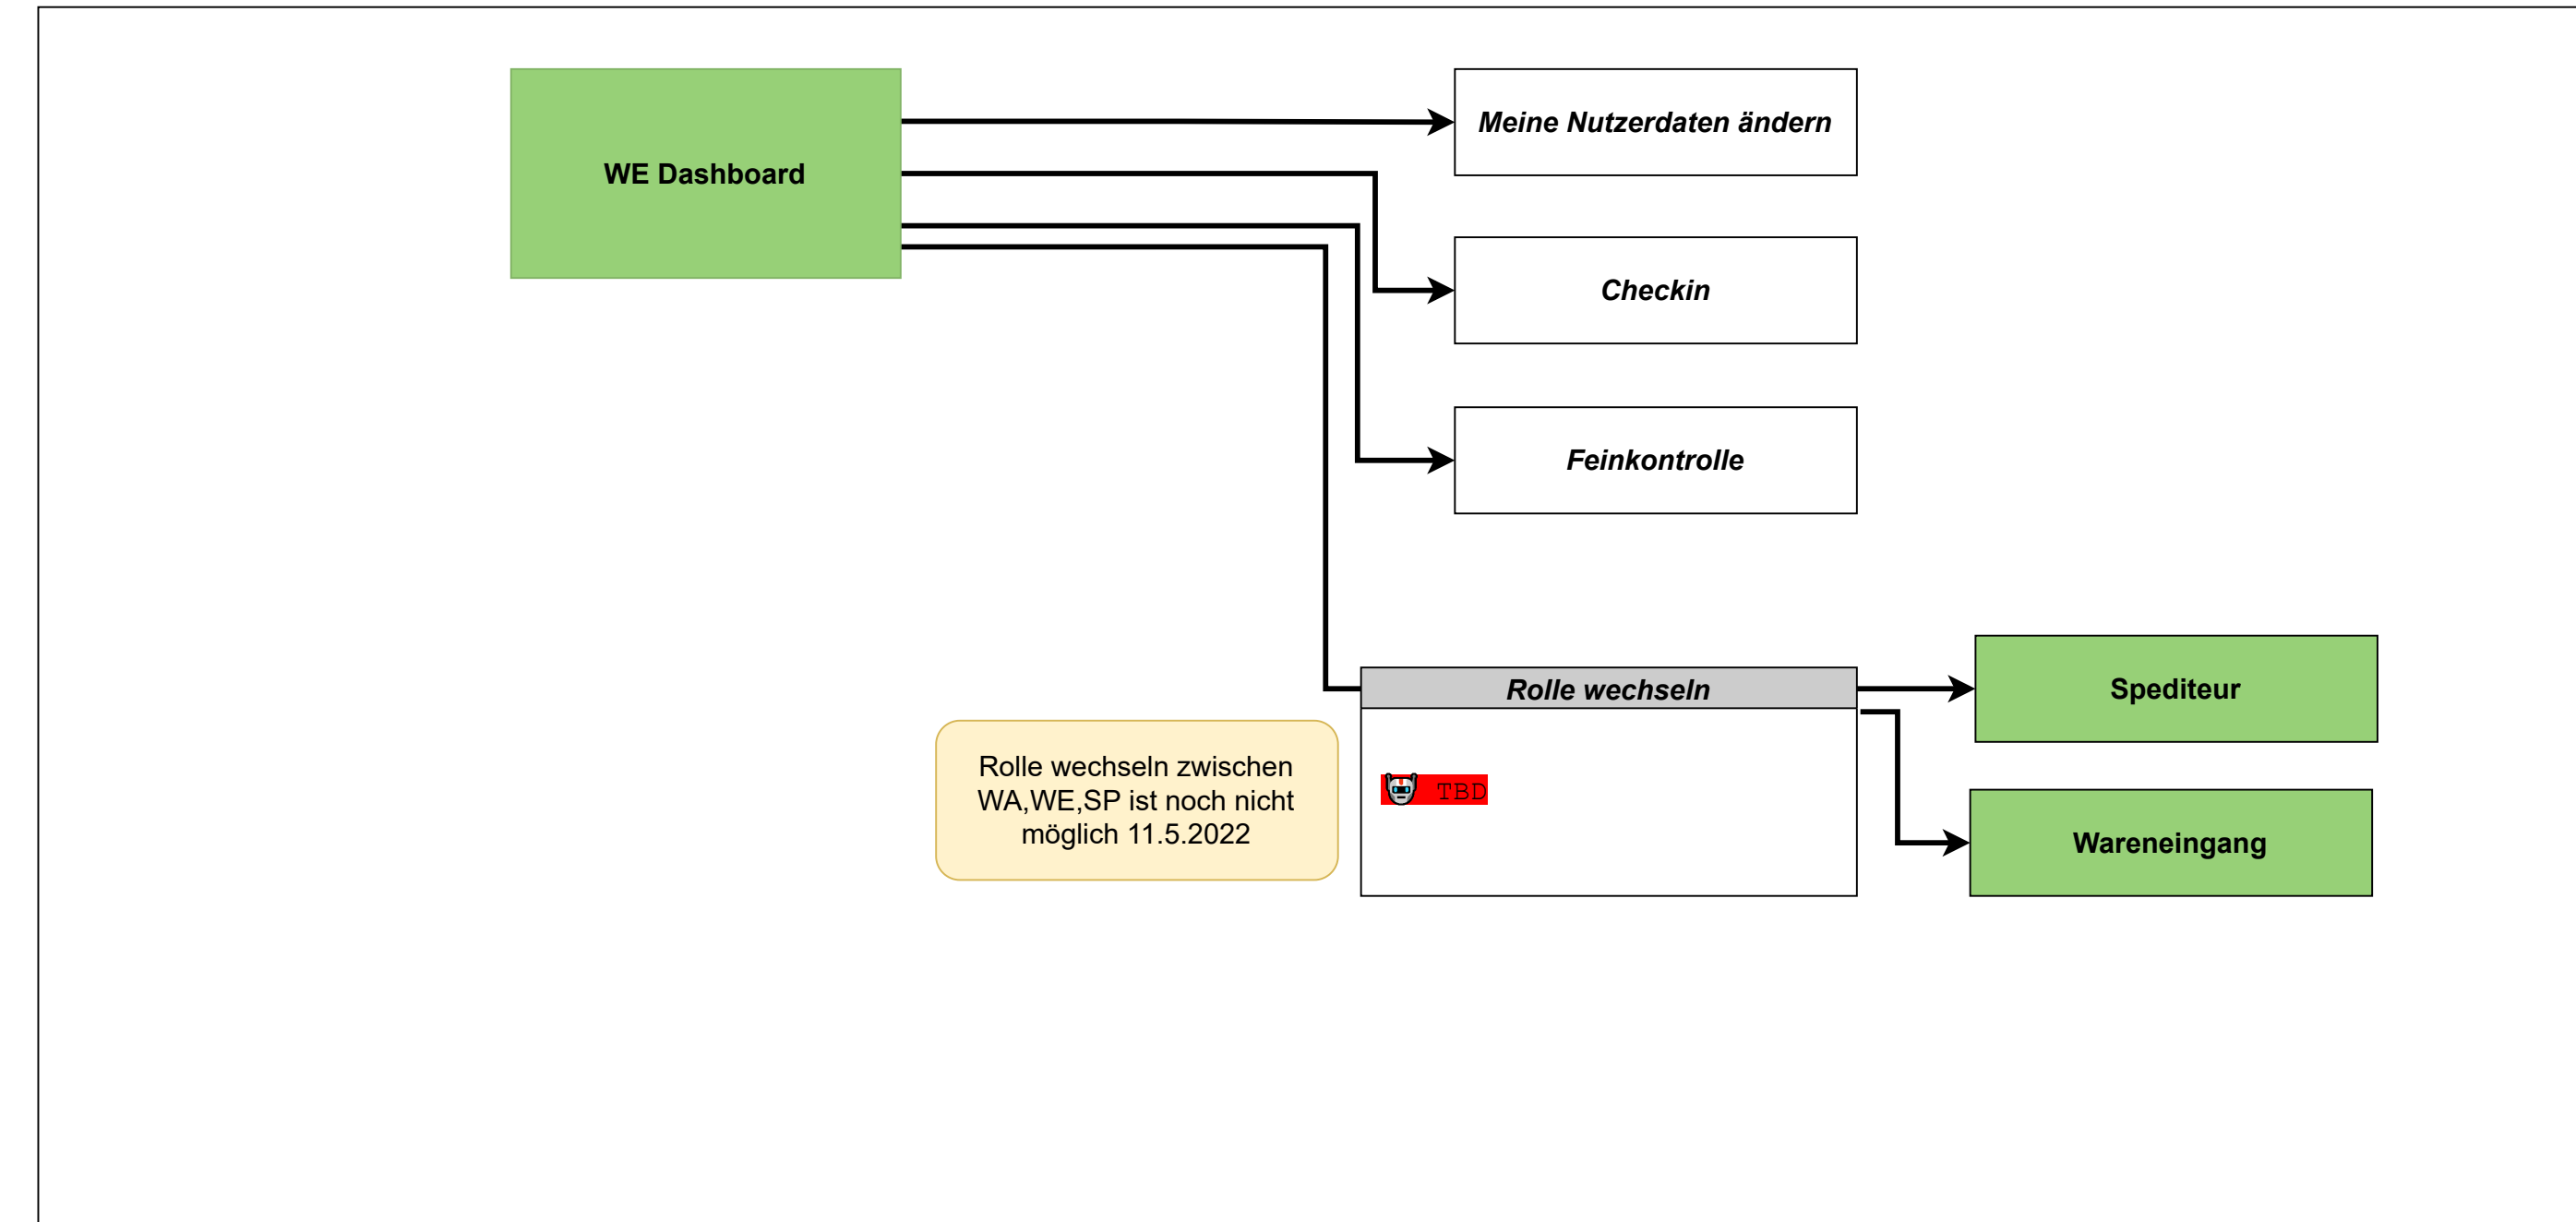 WE Dashboard
Meine Nutzerdaten ändern
Checkin
Feinkontrolle
Rolle wechseln
Spediteur
Rolle wechseln zwischen
WA,WE,SP ist noch nicht
möglich 11.5.2022
TBD
Wareneingang